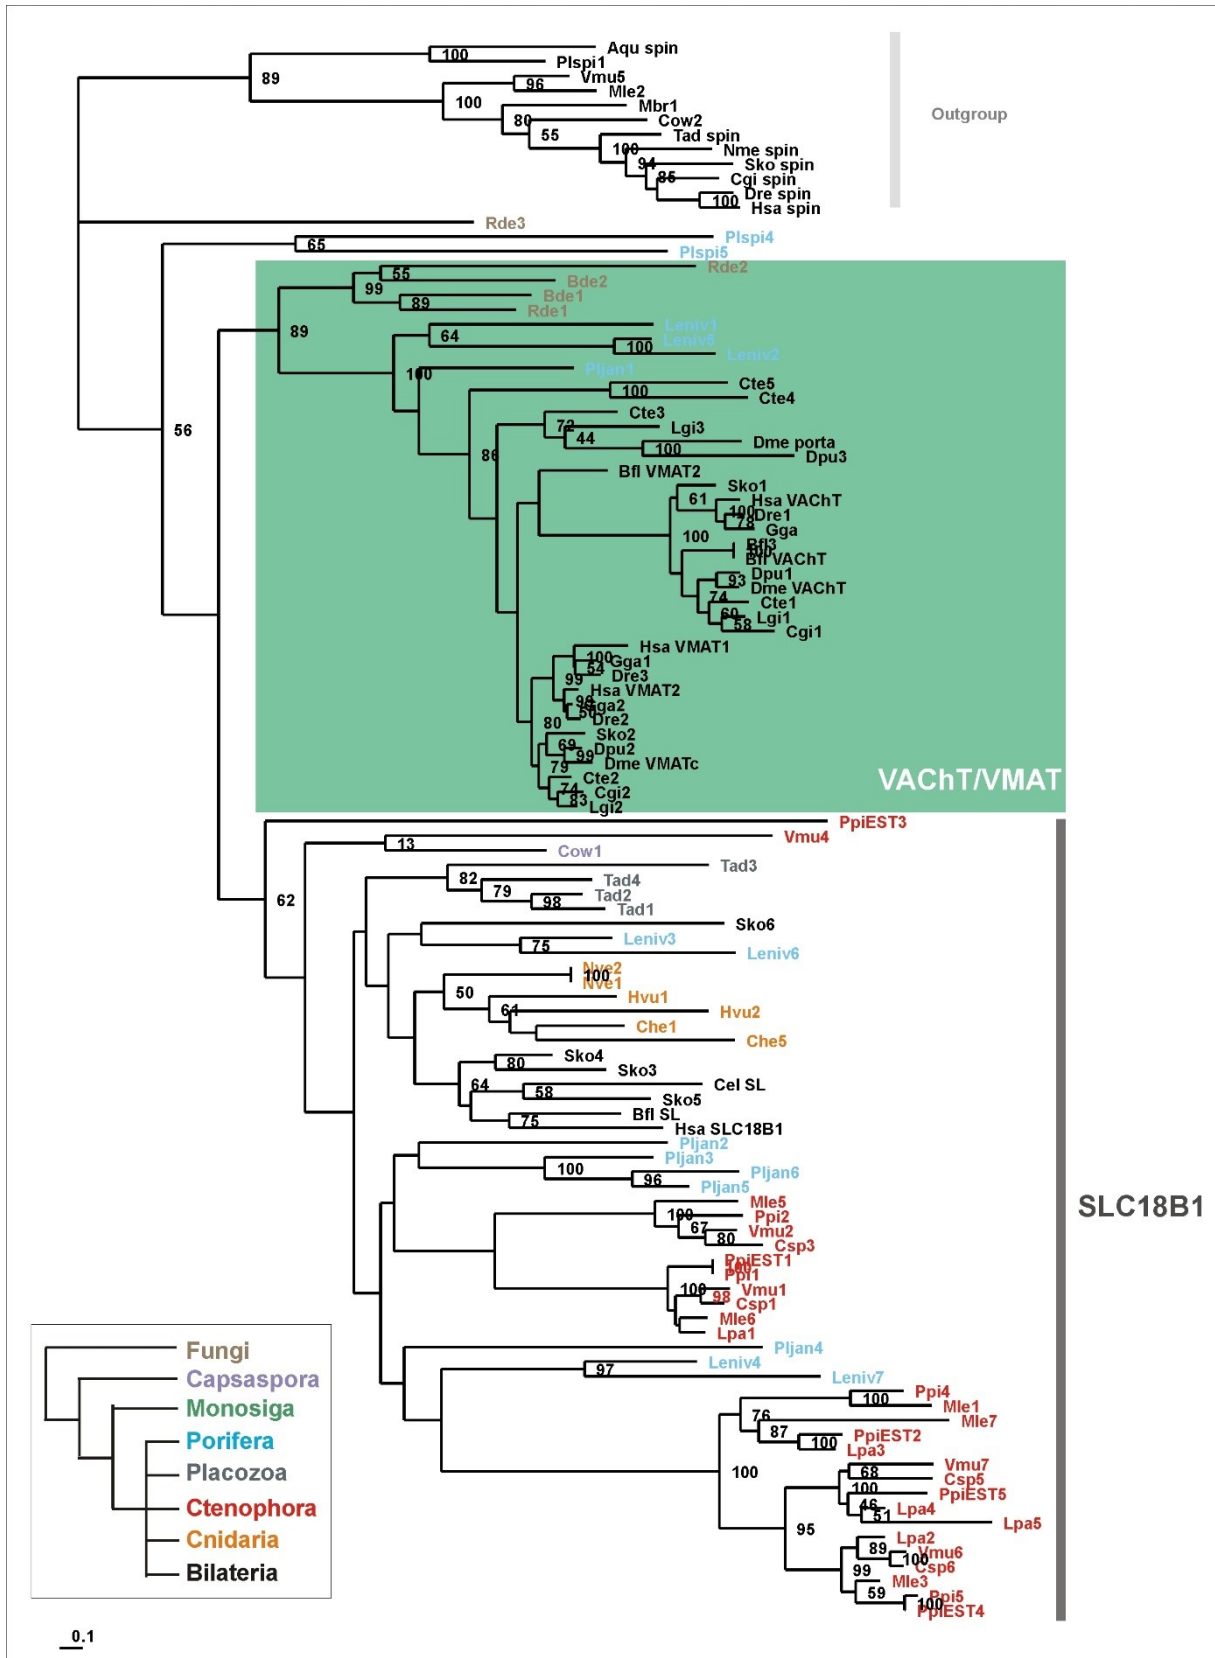 Aqu spin
100
Plspi1
89
Vmu5
96
Mle2
100
Mbr1
80
Cow2
Outgroup
55
Tad spin
100
Nme spin
94
Sko spin
85
Cgi spin
Dre spin
100
Hsa spin
Rde3
Plspi4
65
Plspi5
Rde2
55
Bde2
99
Bde1
89
Rde1
Leniv1
89
64
Leniv5
100
Leniv2
Pljan1
100
Cte5
100
Cte4
Cte3
72
Lgi3
56
44
Dme porta
86
100
Dpu3
Bfl VMAT2
Sko1
61
Hsa VAChT
100
Dre1
78
Gga
100
Bfl3
100
Bfl VAChT
Dpu1
93
Dme VAChT
74
Cte1
60
Lgi1
58
Cgi1
Hsa VMAT1
100
Gga1
54
Dre3
99
Hsa VMAT2
Gga2
50
Dre2
80
Sko2
69
Dpu2
99
Dme VMATc
79
Cte2
VAChT/VMAT
74
Cgi2
83
Lgi2
PpiEST3
Vmu4
13
Cow1
Tad3
82
Tad4
79
Tad2
98
Tad1
62
Sko6
Leniv3
75
Leniv6
Nve2
100
Nve1
50
Hvu1
61
Hvu2
Che1
Che5
Sko4
80
Sko3
64
Cel SL
58
Sko5
Bfl SL
75
Hsa SLC18B1
Pljan2
Pljan3
100
Pljan6
96
Pljan5
Mle5
SLC18B1
100
Ppi2
67
Vmu2
80
Csp3
PpiEST1
100
Ppi1
100
Vmu1
98
Csp1
Mle6
Lpa1
Pljan4
Leniv4
97
Leniv7
Ppi4
100
Mle1
76
Mle7
87
PpiEST2
100
Lpa3
100
Vmu7
68
Csp5
100
PpiEST5
46
Lpa4
51
Lpa5
95
Lpa2
89
Vmu6
100
Csp6
99
Mle3
59
Ppi5
100
PpiEST4
Fungi
Capsaspora
Monosiga
Porifera
Placozoa
Ctenophora
Cnidaria
Bilateria
0.1